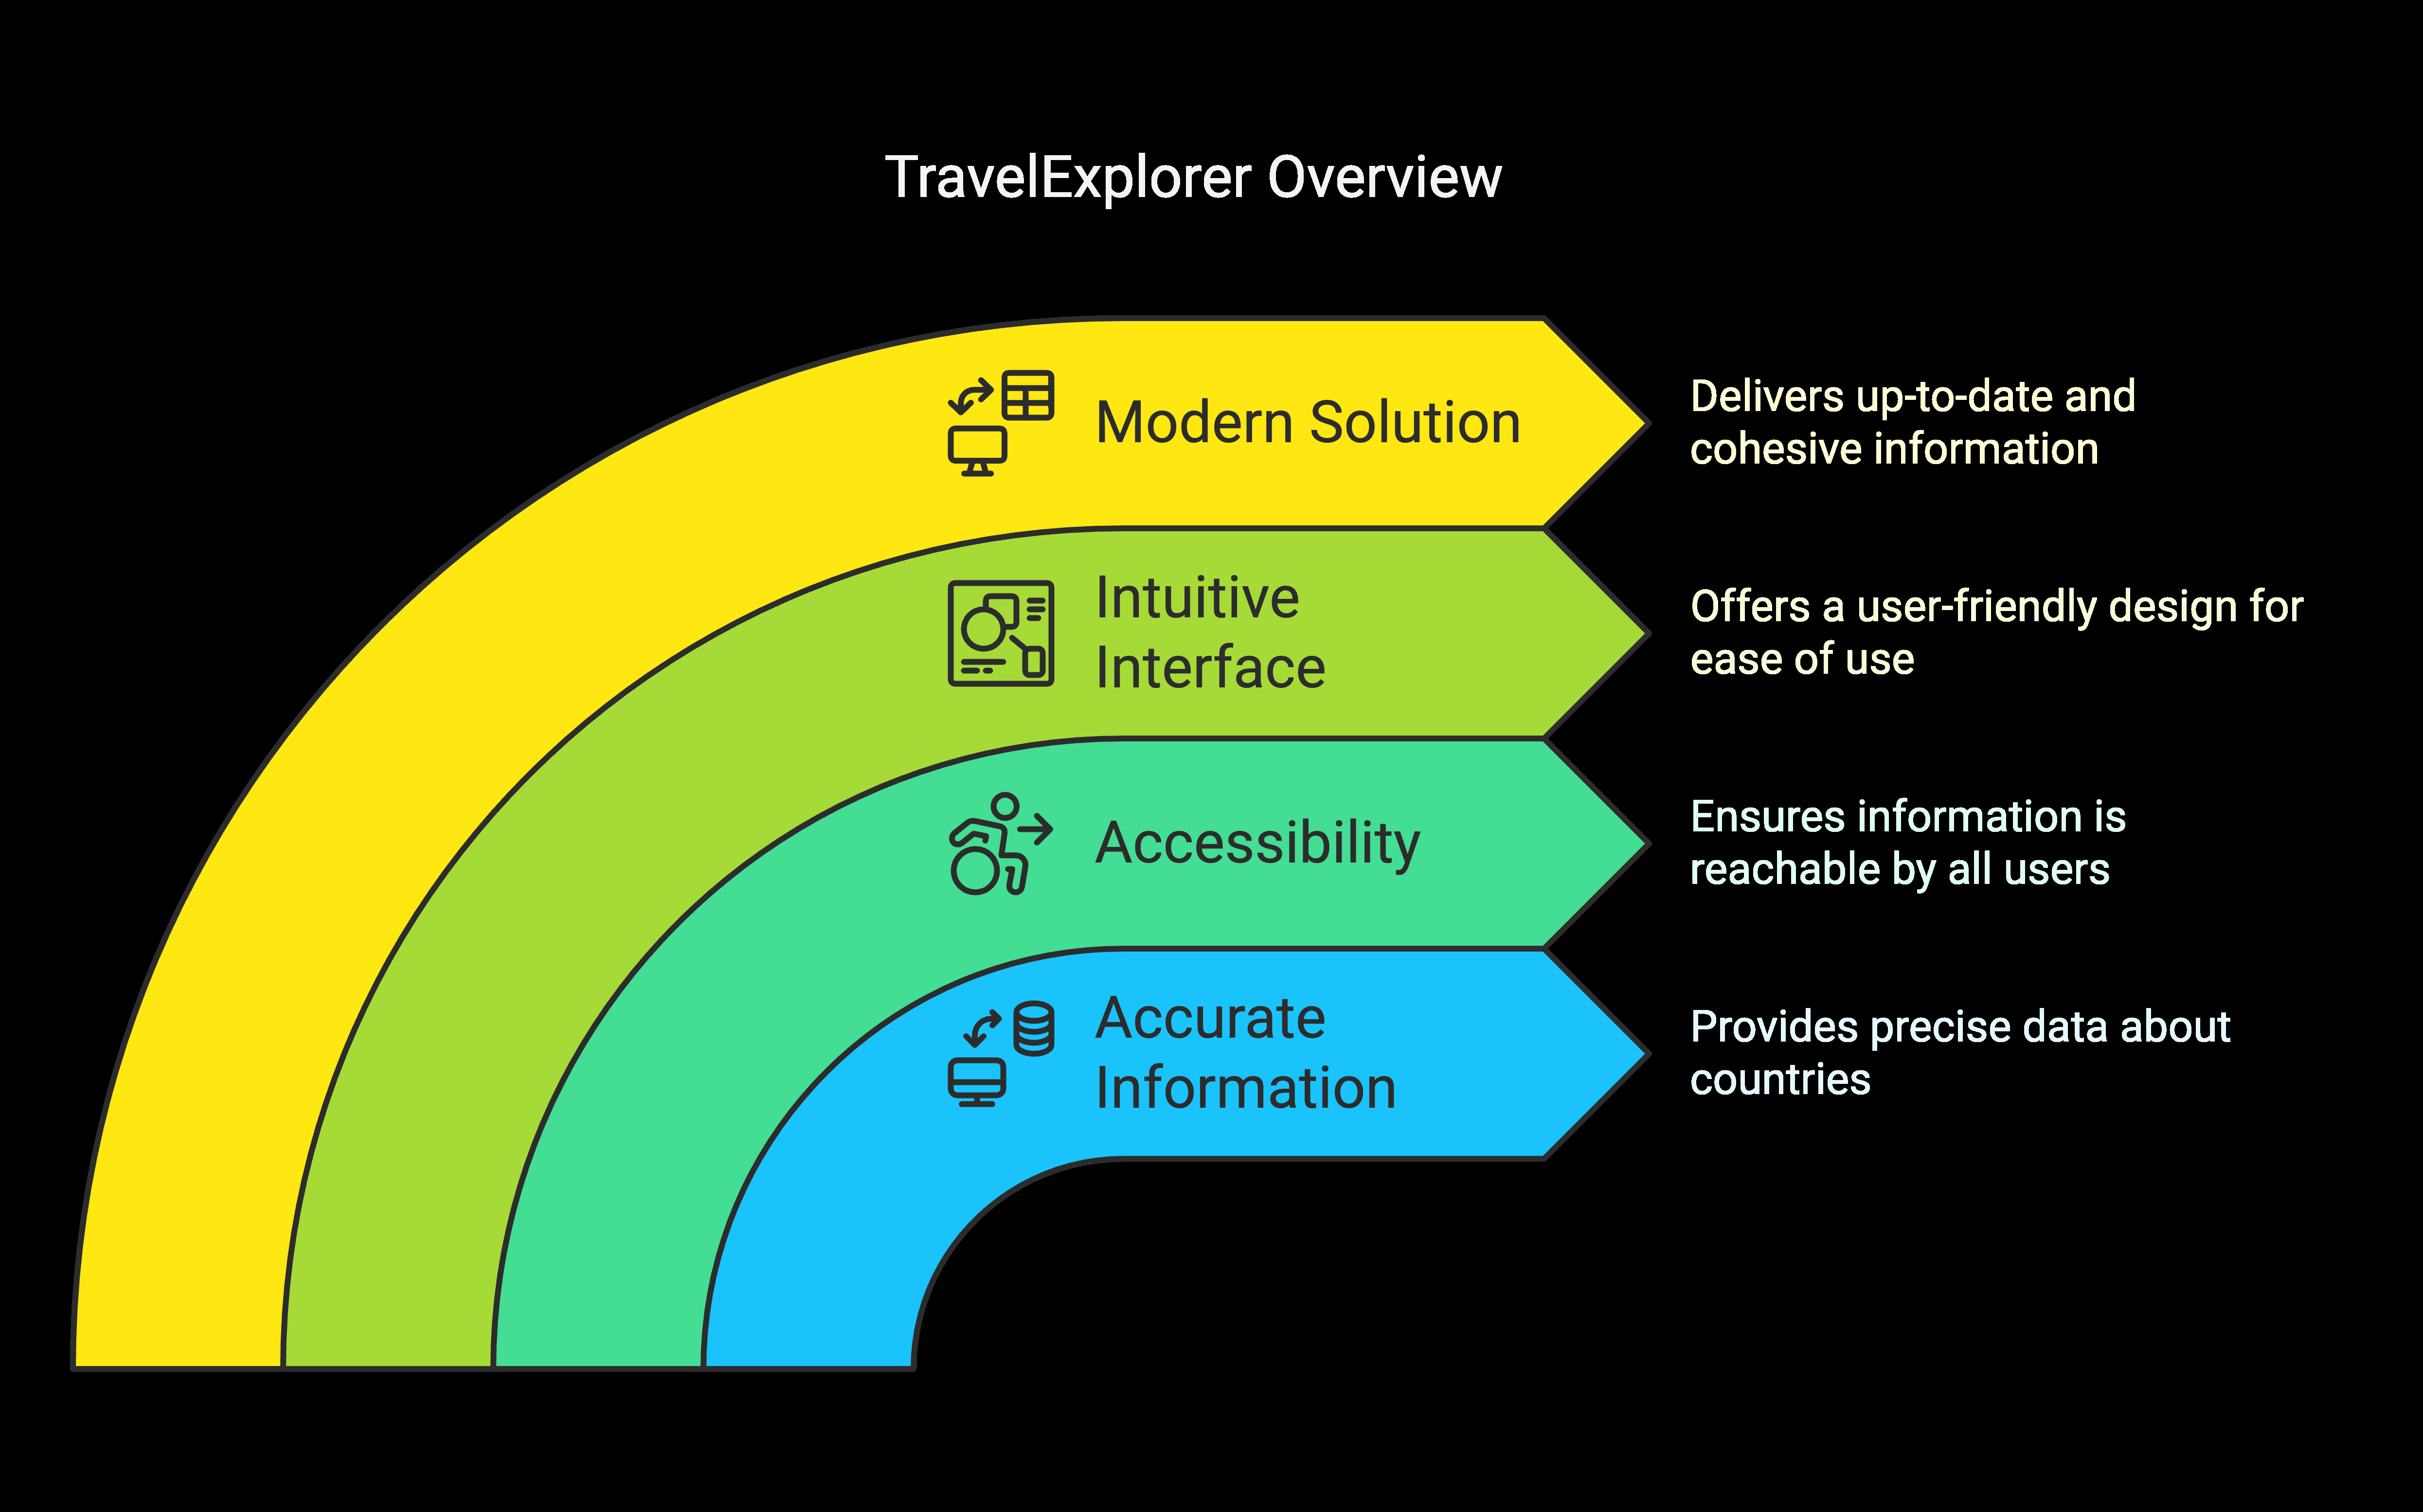 TravelExplorer Overview
Modern Solution
Delivers up-to-date and
cohesive information
Intuitive
Interface
Offers a user-friendly design for
ease of use
Accessibility
Ensures information is
reachable by all users
Accurate
Information
Provides precise data about
countries